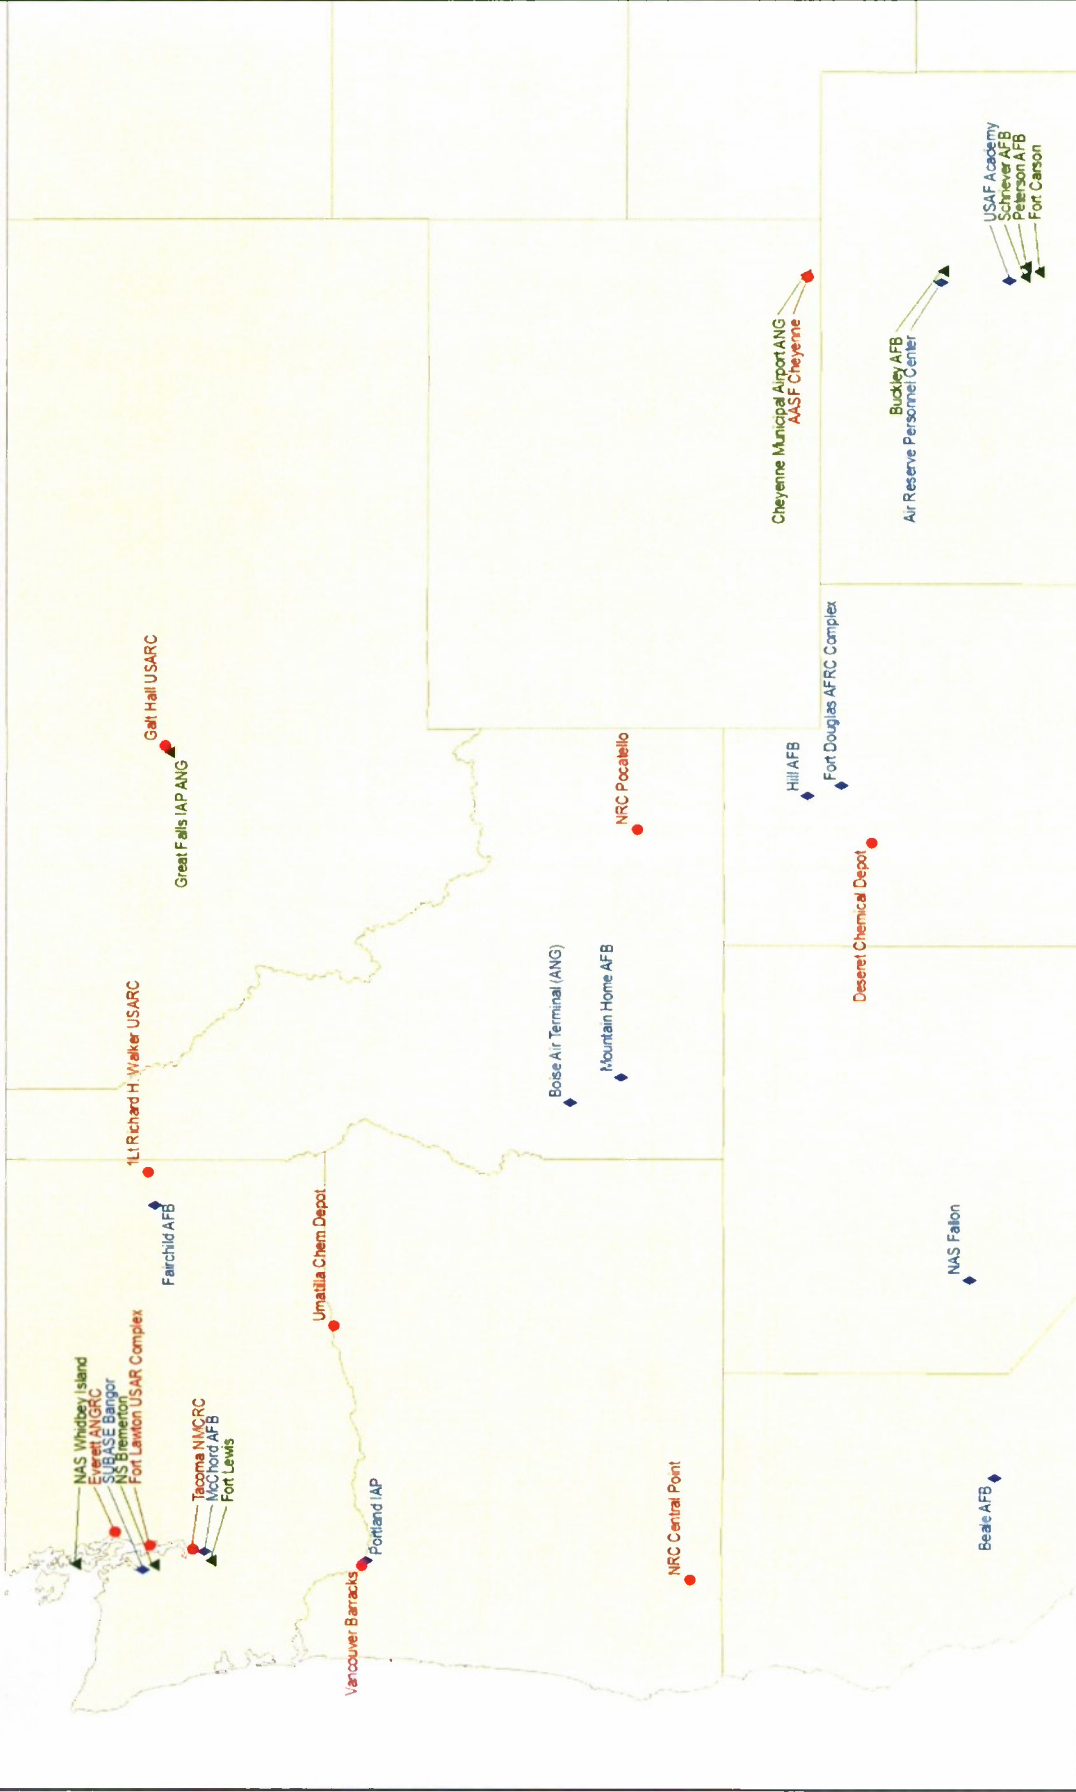 NAS Whidbey Island
Everett ANGRC
SUBASE Bangor
NS Bremerton
Fort Lawton USAR Complex
Tacoma NMCRC
McChord AFB
Fort Lewis
Fairchild AFB
1Lt Richard H. Walker USARC
Galt Hall USARC
Great Falls IAP ANG
Umatilla Chem Depot
Vancouver Barracks
Portland IAP
Boise Air Terminal (ANG)
Mountain Home AFB
NRC Pocatello
NRC Central Point
Cheyenne Municipal Airport ANG
AASF Cheyenne
Hill AFB
Fort Douglas AFRC Complex
Deseret Chemical Depot
Buckley AFB
Air Reserve Personnel Center
NAS Fallon
Beale AFB
USAF Academy
Schriever AFB
Peterson AFB
Fort Carson